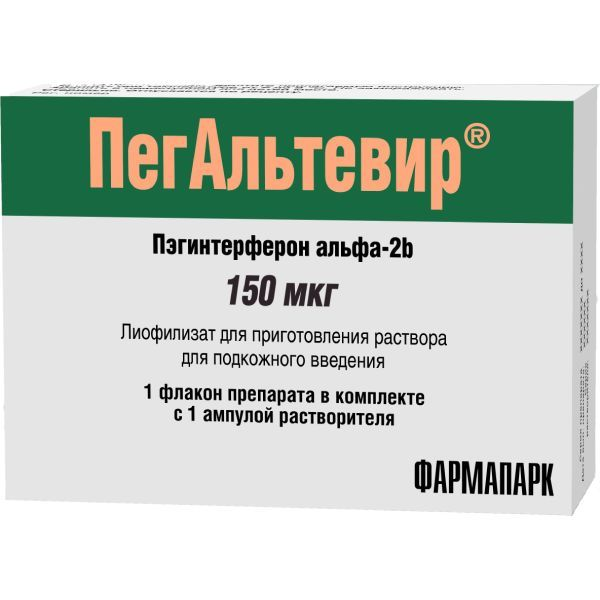 ПегАльтевир®
Пэгинтерферон альфа-2b
150 мкг
Лиофилизат для приготовления раствора
для подкожного введения
1 флакон препарата в комплекте
с 1 ампулой растворителя
ФАРМАПАРК